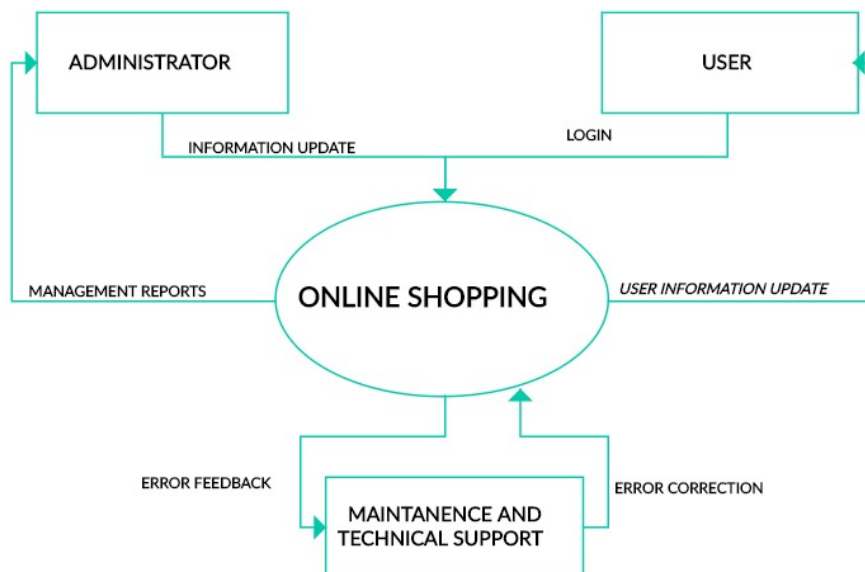 ADMINISTRATOR
USER
INFORMATION UPDATE
LOGIN
ONLINE SHOPPING
MANAGEMENT REPORTS
USER INFORMATION UPDATE
ERROR FEEDBACK
ERROR CORRECTION
MAINTANENCE AND
TECHNICAL SUPPORT